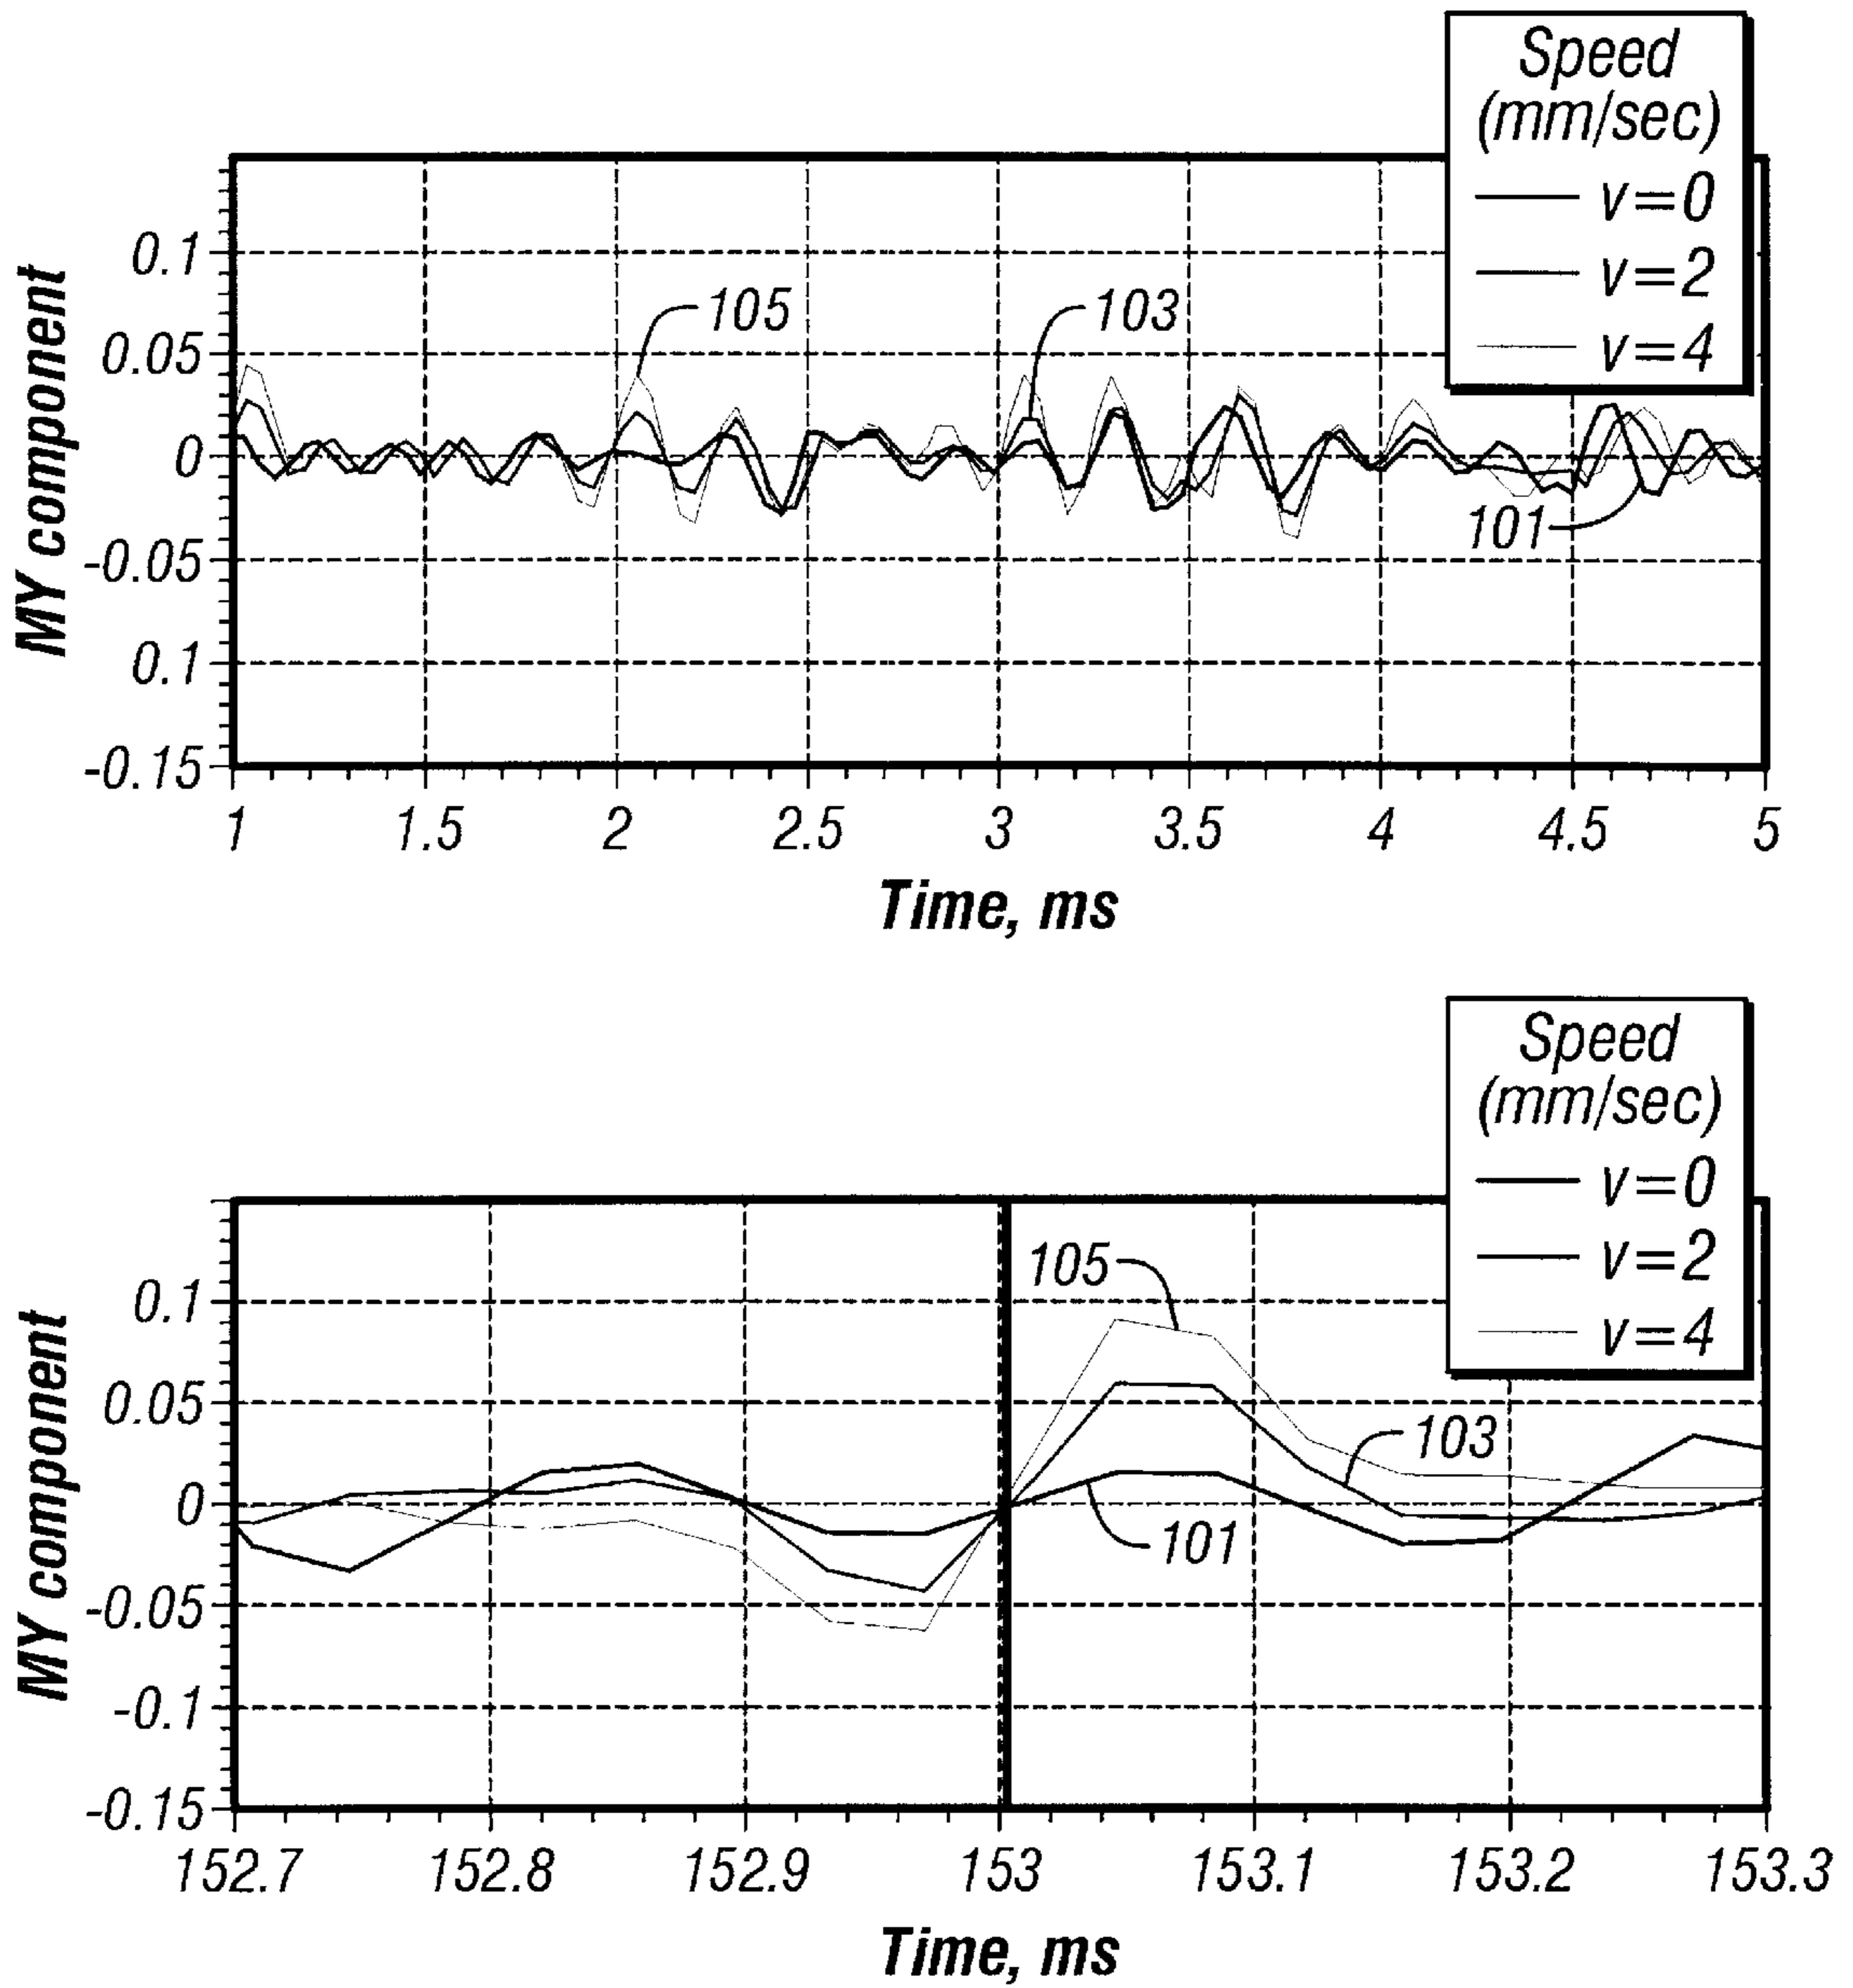 Speed
(mm/sec)
v=0
v=2
v=4
MY component
0.1
0.05
0
-0.05
0.1
-0.15
105
103
101
1 1.5 2 2.5 3 3.5 4 4.5 5
Time, ms
Speed
(mm/sec)
v=0
v=2
v=4
MY component
0.1
0.05
0
-0.05
-0.1
-0.15
105
103
101
152.7 152.8 152.9 153 153.1 153.2 153.3
Time, ms